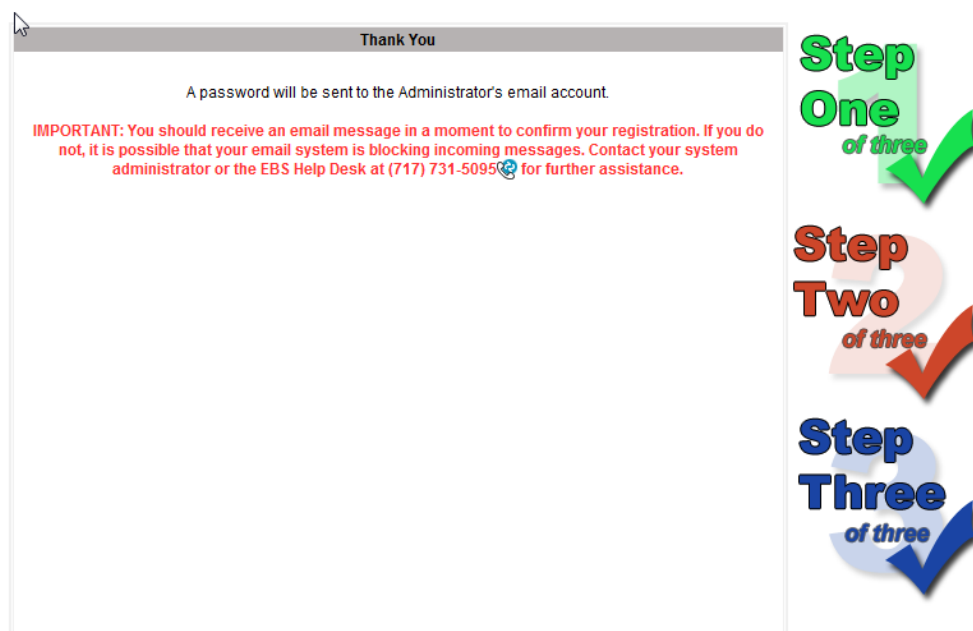 Thank You
A password will be sent to the Administrator's email account.
IMPORTANT: You should receive an email message in a moment to confirm your registration. If you do
not, it is possible that your email system is blocking incoming messages. Contact your system
administrator or the EBS Help Desk at (717) 731-5095 for further assistance.
Step
One
of three
1
Step
Two
of three
2
Step
Three
of three
3